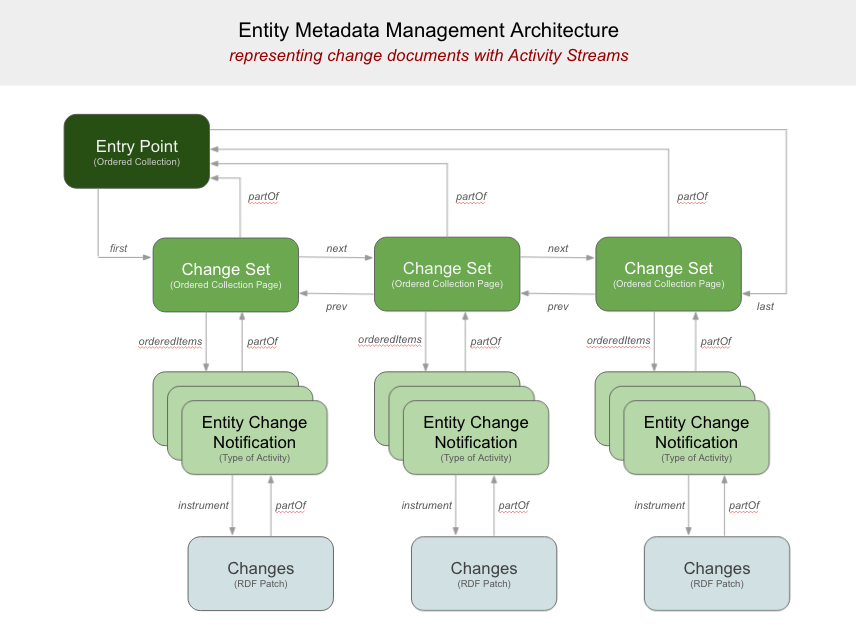 Entity Metadata Management Architecture
representing change documents with Activity Streams
Entry Point
(Ordered Collection)
partOf
partOf
partOf
first
next
next
Change Set
(Ordered Collection Page)
Change Set
(Ordered Collection Page)
Change Set
(Ordered Collection Page)
prev
prev
last
orderedItems
partOf
orderedItems
partOf
orderedItems
partOf
Entity Change
Notification
(Type of Activity)
Entity Change
Notification
(Type of Activity)
Entity Change
Notification
(Type of Activity)
instrument
partOf
instrument
partOf
instrument
partOf
Changes
(RDF Patch)
Changes
(RDF Patch)
Changes
(RDF Patch)